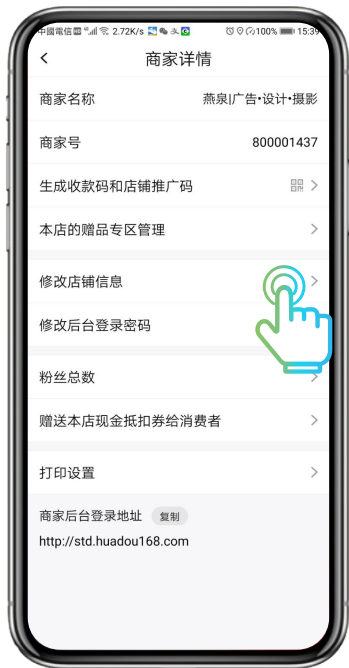 中國電信 2.72K/s 100% 15:39
商家详情
商家名称 燕泉|广告•设计•摄影
商家号 800001437
生成收款码和店铺推广码
本店的赠品专区管理
修改店铺信息
修改后台登录密码
粉丝总数
赠送本店现金抵扣券给消费者
打印设置
商家后台登录地址 复制
http://std.huadou168.com